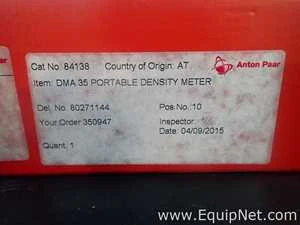 Cat No 84138 Country of Origin: AT
Anton Paar
Item: DMA 35 PORTABLE DENSITY METER
Del. No. 80271144 Pos.No.:10
Your Order 350947 Inspector:
Date: 04/09/2015
Quant. 1
www.EquipNet.com